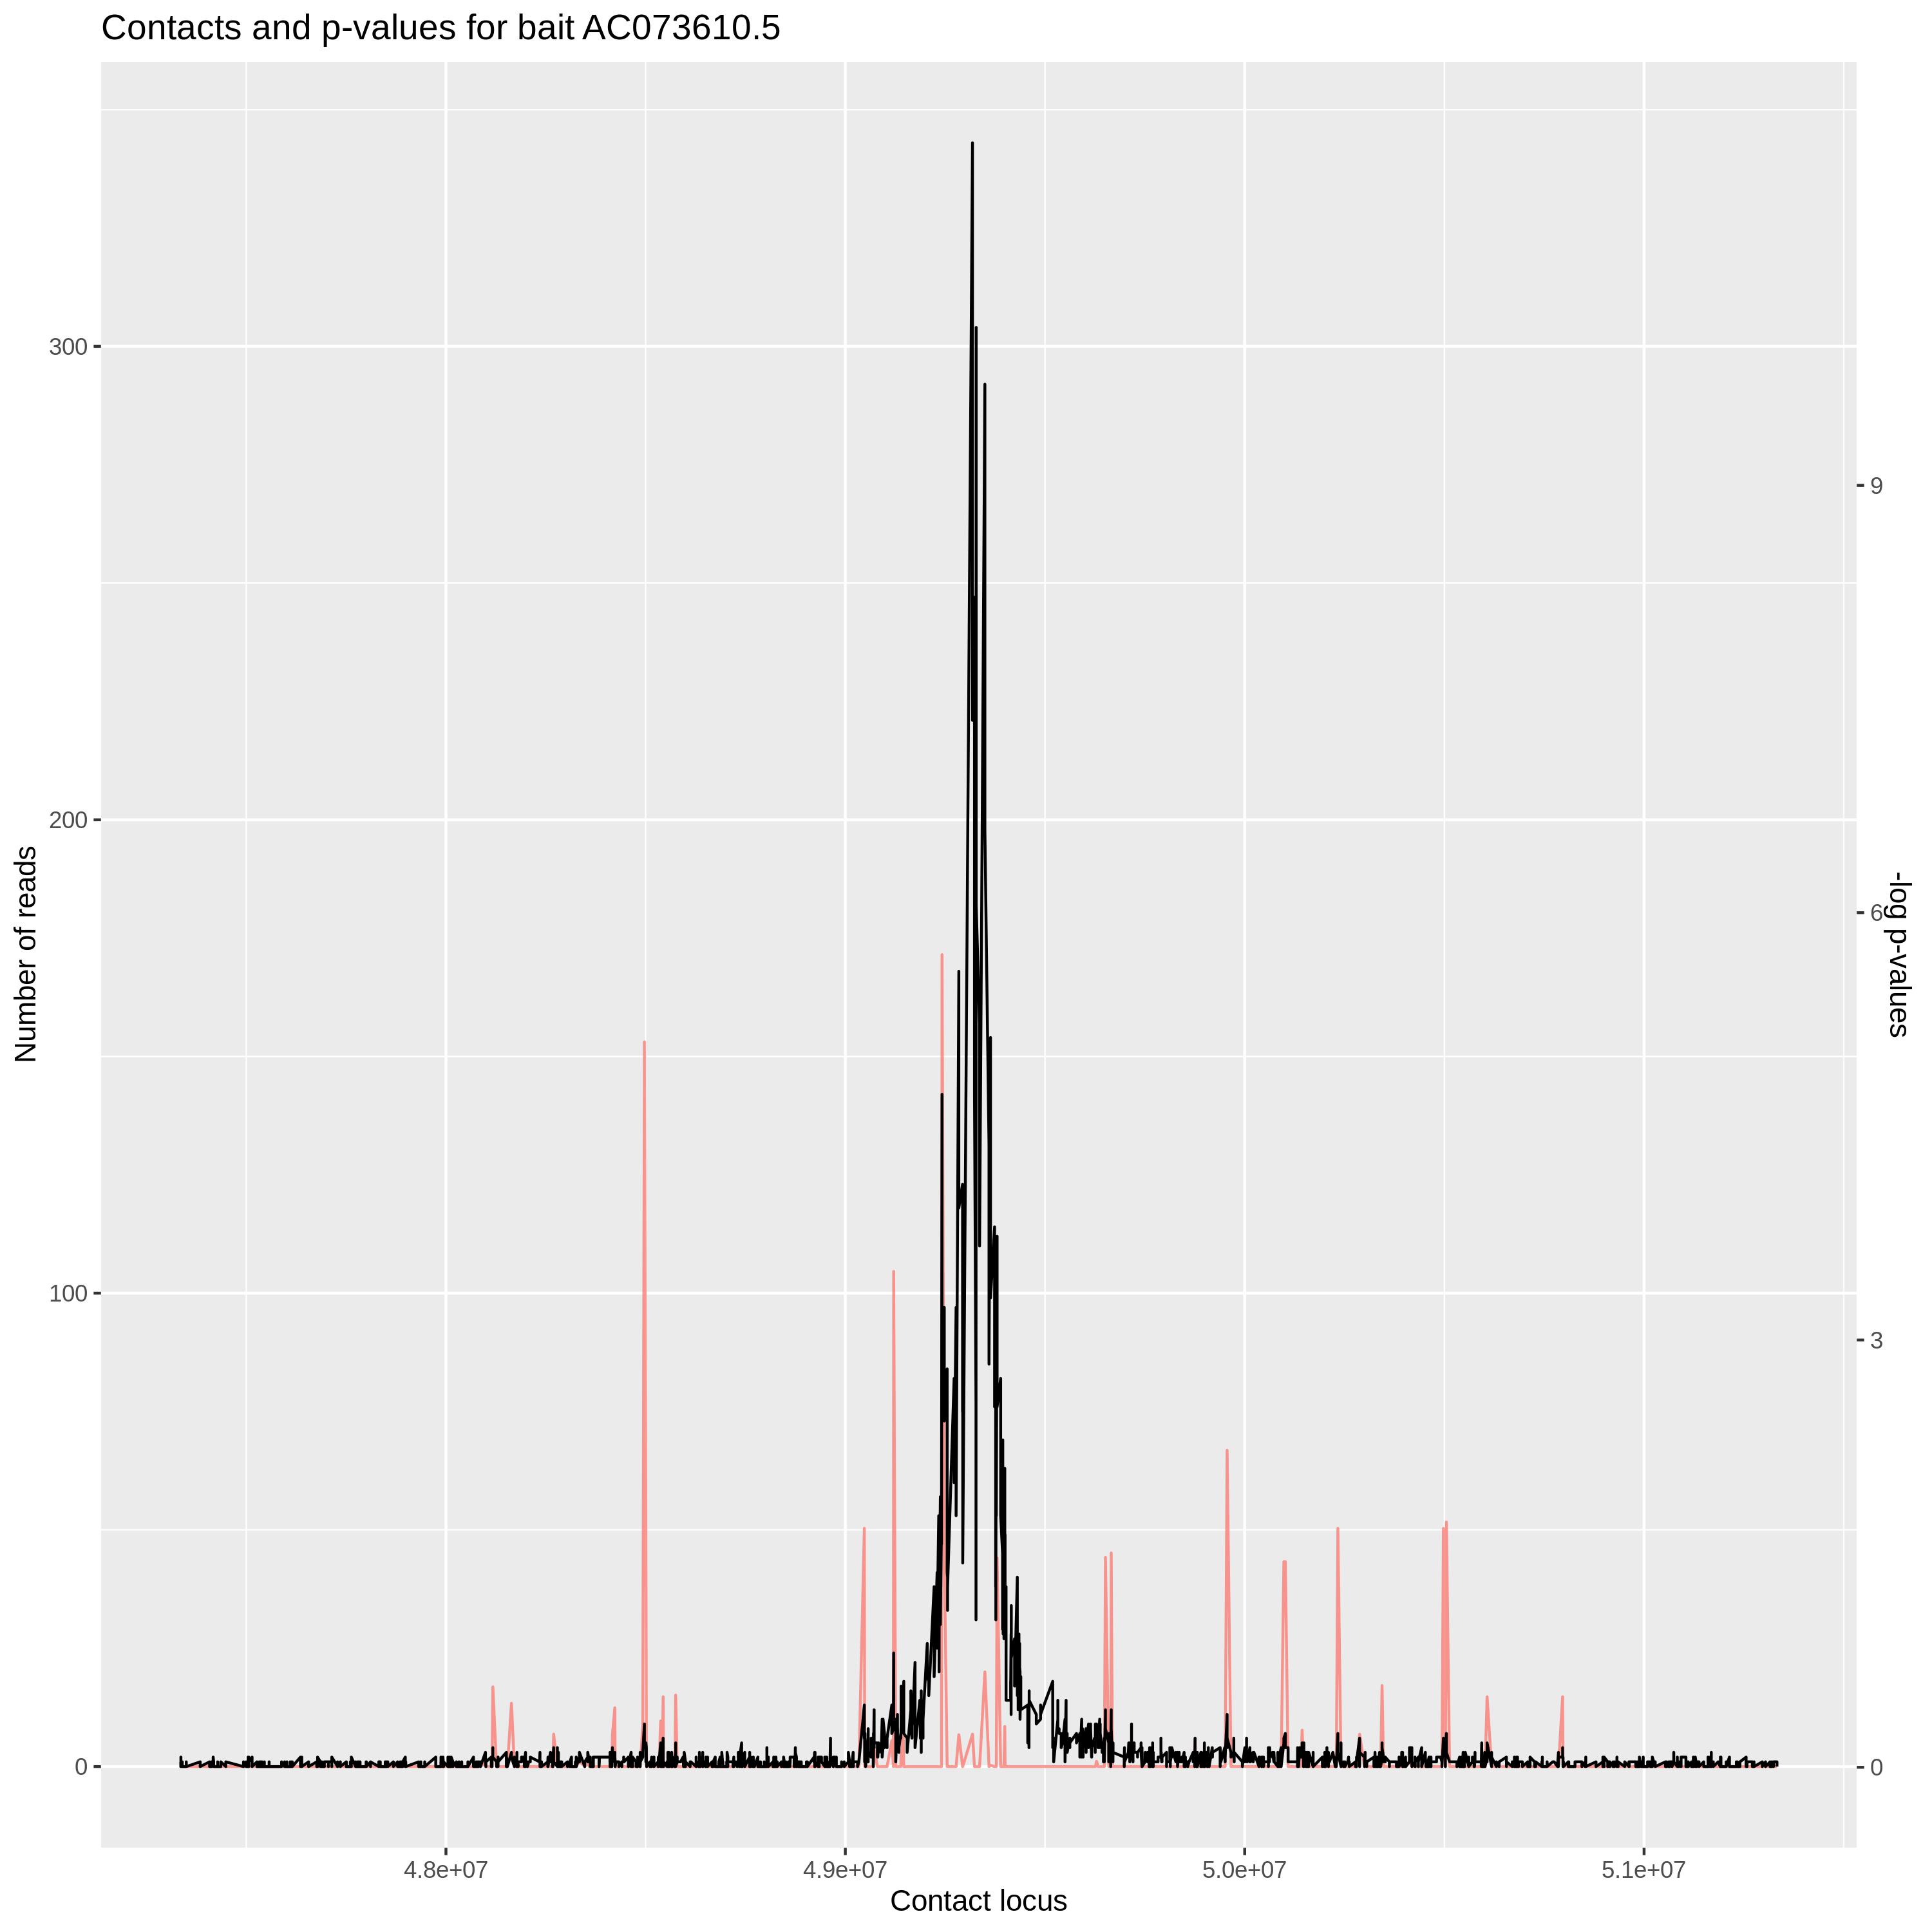 Contacts and p-values for bait AC073610.5
300
200
100
0
Number of reads
9
6
3
0
-log p-values
4.8e+07
4.9e+07
5.0e+07
5.1e+07
Contact locus